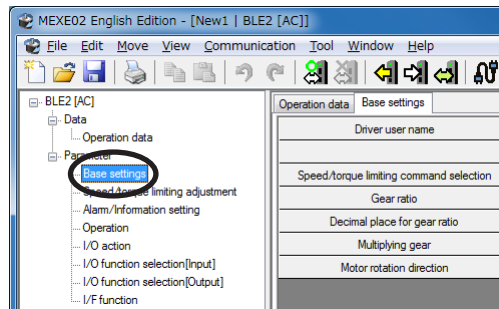 MEXE02 English Edition - [New1 | BLE2 [AC]]
File Edit Move View Communication Tool Window Help
BLE2 [AC]
Data
Operation data
Parameter
Base settings
Speed/torque limiting adjustment
Alarm/Information setting
Operation
I/O action
I/O function selection[Input]
I/O function selection[Output]
I/F function
Operation data Base settings
Driver user name
Speed/torque limiting command selection
Gear ratio
Decimal place for gear ratio
Multiplying gear
Motor rotation direction